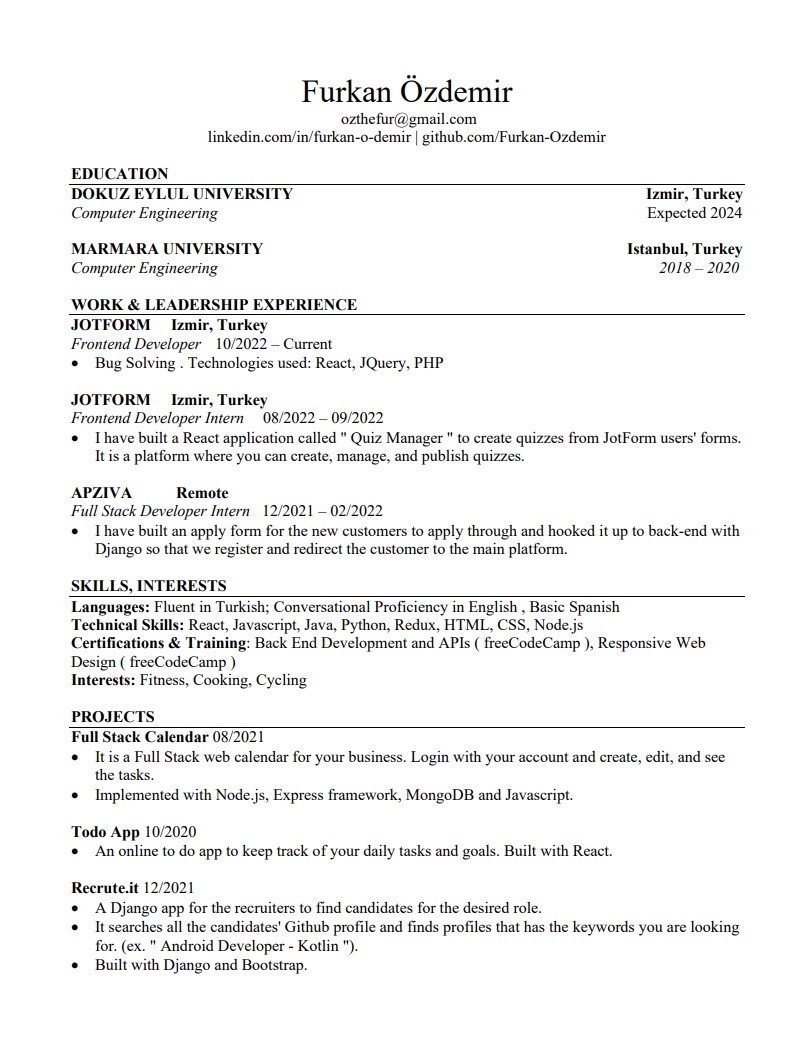 Furkan Özdemir
ozthefur@gmail.com
linkedin.com/in/furkan-o-demir | github.com/Furkan-Ozdemir
EDUCATION
DOKUZ EYLUL UNIVERSITY Izmir, Turkey
Computer Engineering Expected 2024
MARMARA UNIVERSITY Istanbul, Turkey
Computer Engineering 2018 – 2020
WORK & LEADERSHIP EXPERIENCE
JOTFORM Izmir, Turkey
Frontend Developer 10/2022 – Current
• Bug Solving . Technologies used: React, JQuery, PHP
JOTFORM Izmir, Turkey
Frontend Developer Intern 08/2022 – 09/2022
• I have built a React application called " Quiz Manager " to create quizzes from JotForm users' forms.
It is a platform where you can create, manage, and publish quizzes.
APZIVA Remote
Full Stack Developer Intern 12/2021 – 02/2022
• I have built an apply form for the new customers to apply through and hooked it up to back-end with
Django so that we register and redirect the customer to the main platform.
SKILLS, INTERESTS
Languages: Fluent in Turkish; Conversational Proficiency in English , Basic Spanish
Technical Skills: React, Javascript, Java, Python, Redux, HTML, CSS, Node.js
Certifications & Training: Back End Development and APIs ( freeCodeCamp ), Responsive Web
Design ( freeCodeCamp )
Interests: Fitness, Cooking, Cycling
PROJECTS
Full Stack Calendar 08/2021
• It is a Full Stack web calendar for your business. Login with your account and create, edit, and see
the tasks.
• Implemented with Node.js, Express framework, MongoDB and Javascript.
Todo App 10/2020
• An online to do app to keep track of your daily tasks and goals. Built with React.
Recrute.it 12/2021
• A Django app for the recruiters to find candidates for the desired role.
• It searches all the candidates' Github profile and finds profiles that has the keywords you are looking
for. (ex. " Android Developer - Kotlin ").
• Built with Django and Bootstrap.